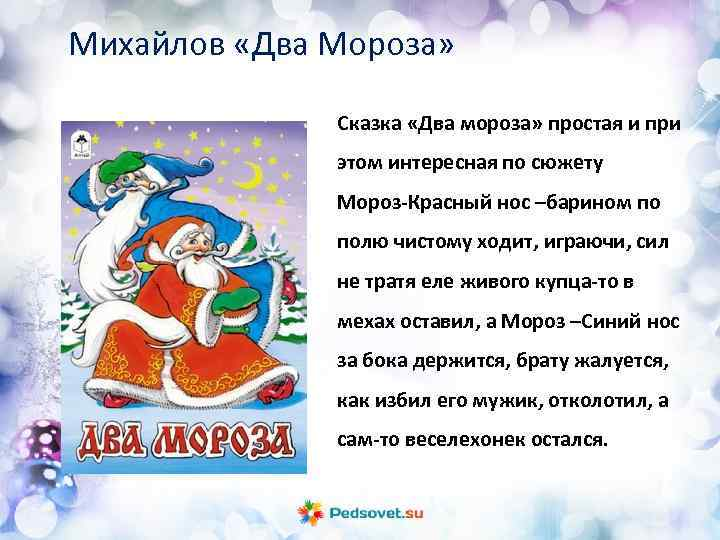 Михайлов «Два Мороза»
Сказка «Два мороза» простая и при
этом интересная по сюжету
Мороз-Красный нос –барином по
полю чистому ходит, играючи, сил
не тратя еле живого купца-то в
мехах оставил, а Мороз –Синий нос
за бока держится, брату жалуется,
как избил его мужик, отколотил, а
сам-то веселехонек остался.
ДВА МОРОЗА
Pedsovet.su